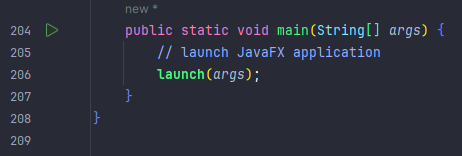 new *
204 public static void main(String[] args) {
205 // launch JavaFX application
206 launch(args);
207 }
208 }
209